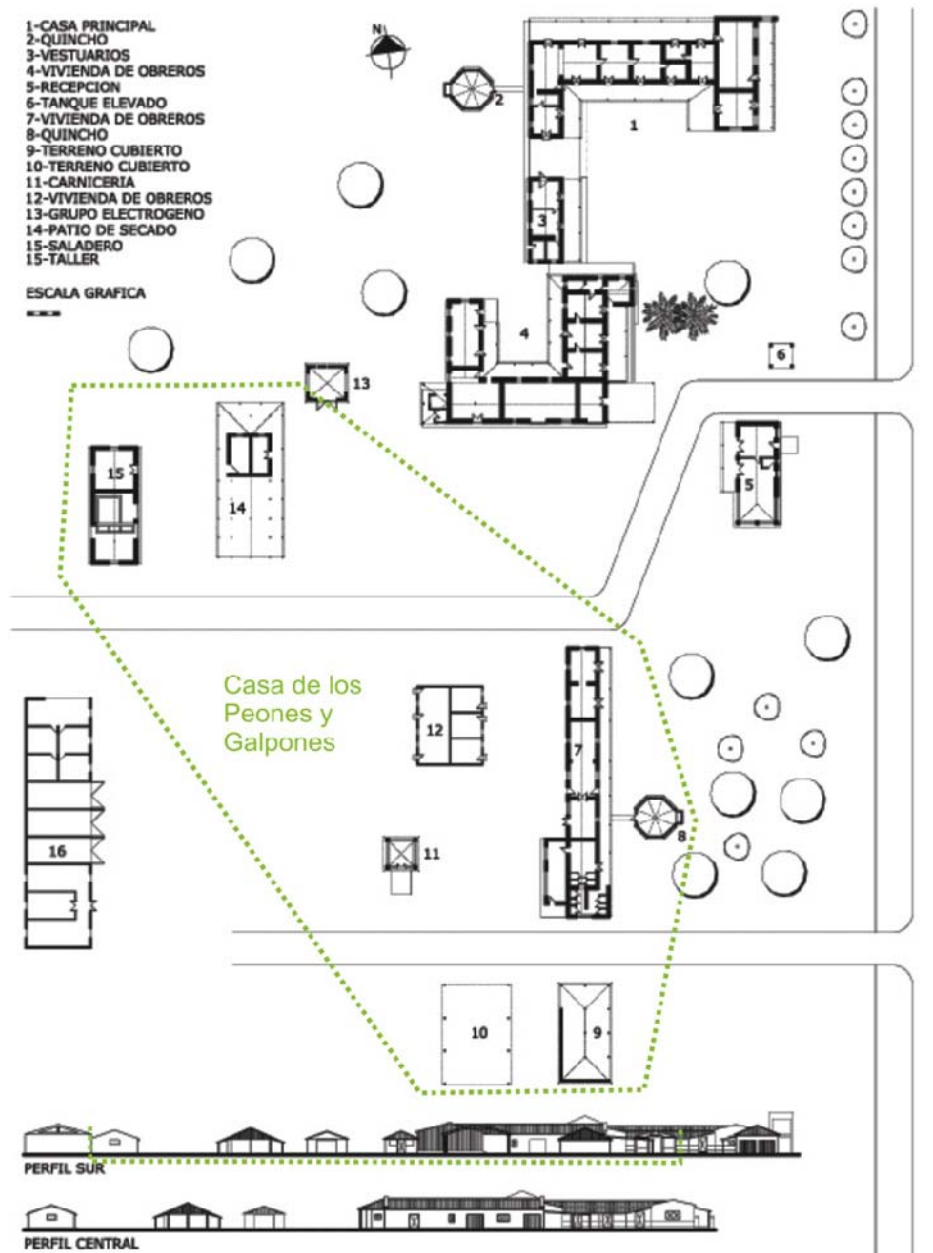 1-CASA PRINCIPAL
2-QUINCHO
3-VESTUARIOS
4-VIVIENDA DE OBREROS
5-RECEPCION
6-TANQUE ELEVADO
7-VIVIENDA DE OBREROS
8-QUINCHO
9-TERRENO CUBIERTO
10-TERRENO CUBIERTO
11-CARNICERIA
12-VIVIENDA DE OBREROS
13-GRUPO ELECTROGENO
14-PATIO DE SECADO
15-SALADERO
15-TALLER
ESCALA GRAFICA
N
2
1
3
4
6
13
15
14
5
Casa de los
Peones y
Galpones
12
7
8
16
11
10
9
PERFIL SUR
PERFIL CENTRAL